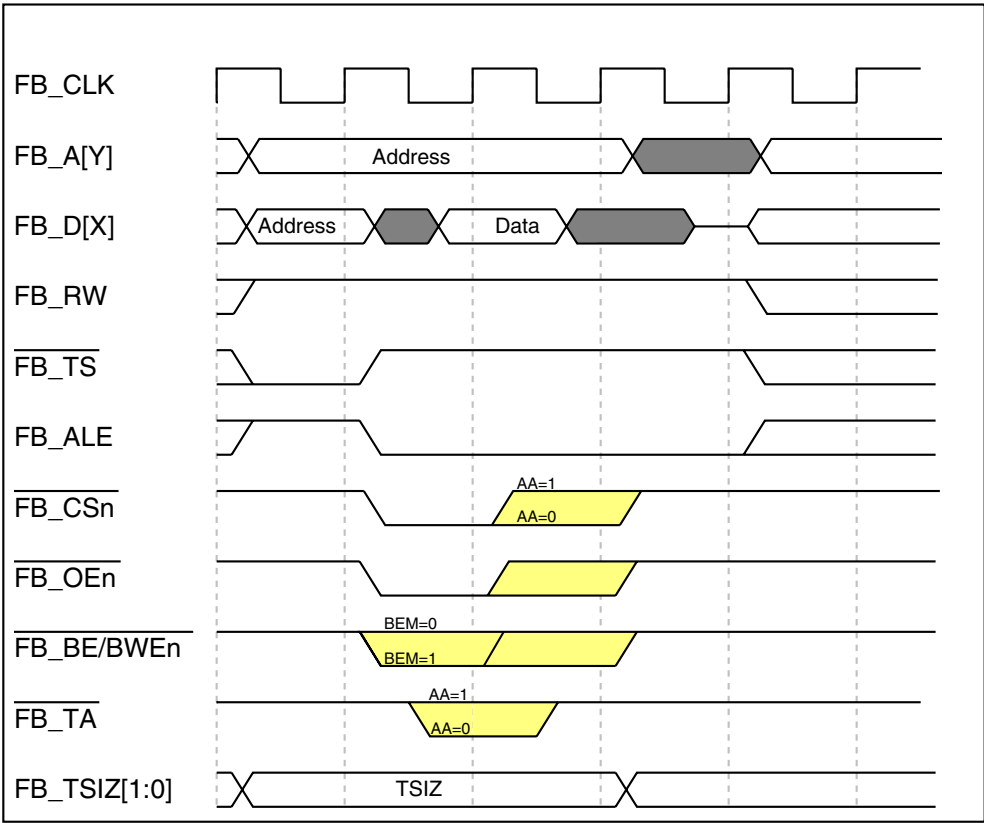 FB_CLK
FB_A[Y]
Address
FB_D[X]
Address
Data
FB_RW
FB_TS
FB_ALE
FB_CSn
AA=1
AA=0
FB_OEn
FB_BE/BWEn
BEM=0
BEM=1
FB_TA
AA=1
AA=0
FB_TSIZ[1:0]
TSIZ